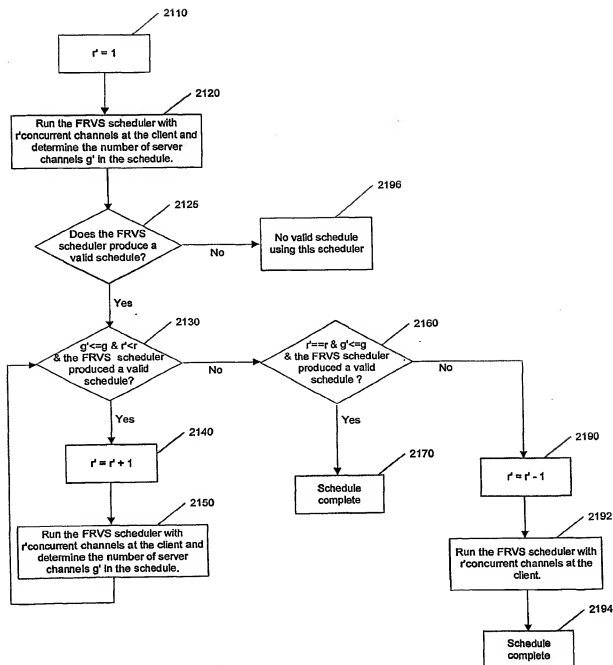 2110
r' = 1
2120
Run the FRVS scheduler with
r'concurrent channels at the client and
determine the number of server
channels g' in the schedule.
2125
Does the FRVS
scheduler produce a
valid schedule?
No
2196
No valid schedule
using this scheduler
Yes
2130
g'<=g & r'<r
& the FRVS scheduler
produced a valid
schedule?
No
2160
r'==r & g'<=g
& the FRVS scheduler
produced a valid
schedule ?
No
Yes
2140
r' = r' + 1
Yes
2170
Schedule
complete
2190
r' = r' - 1
2150
Run the FRVS scheduler with
r'concurrent channels at the client and
determine the number of server
channels g' in the schedule.
2192
Run the FRVS scheduler with
r'concurrent channels at the
client.
2194
Schedule
complete